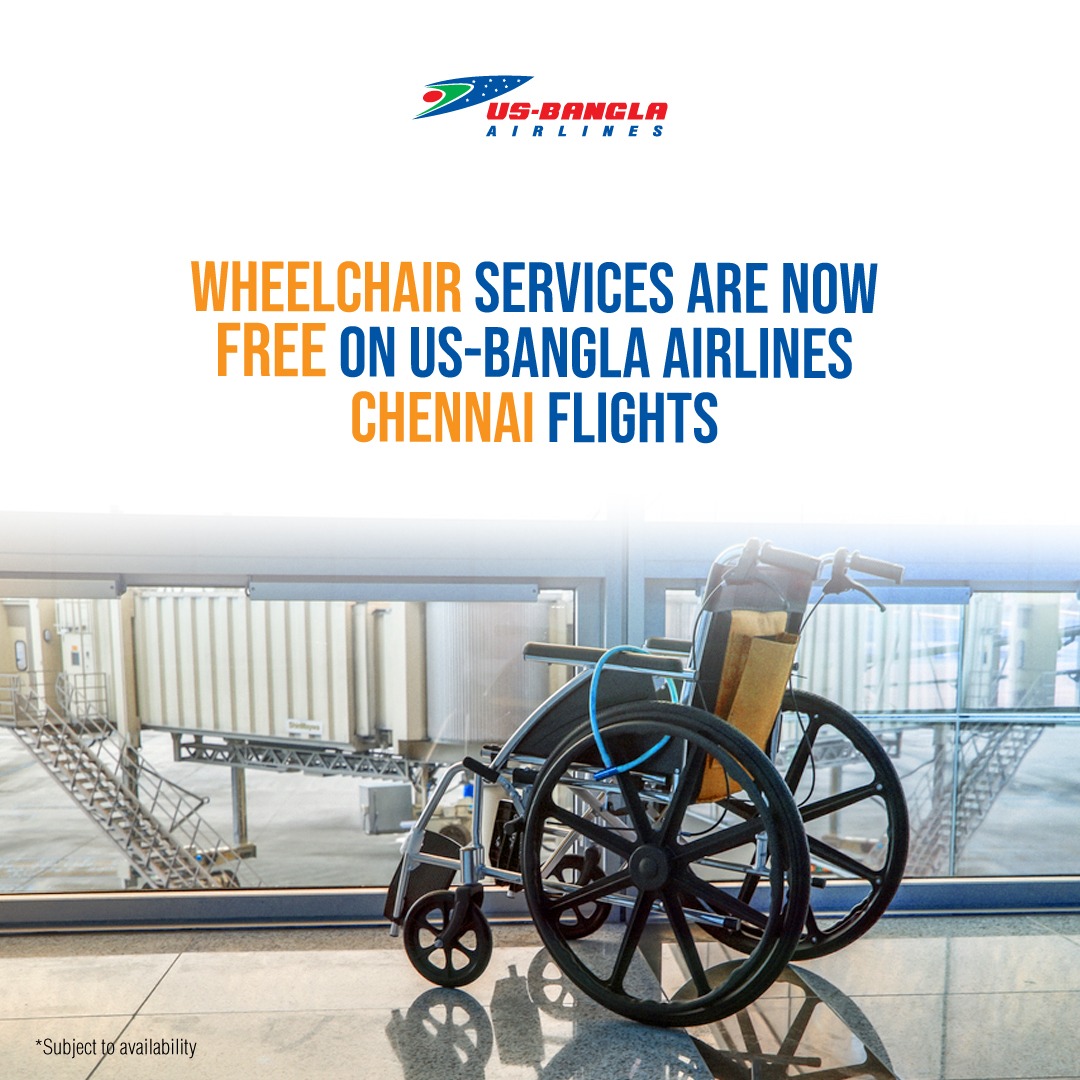 US-BANGLA
AIRLINES
WHEELCHAIR SERVICES ARE NOW
FREE ON US-BANGLA AIRLINES
CHENNAI FLIGHTS
*Subject to availability